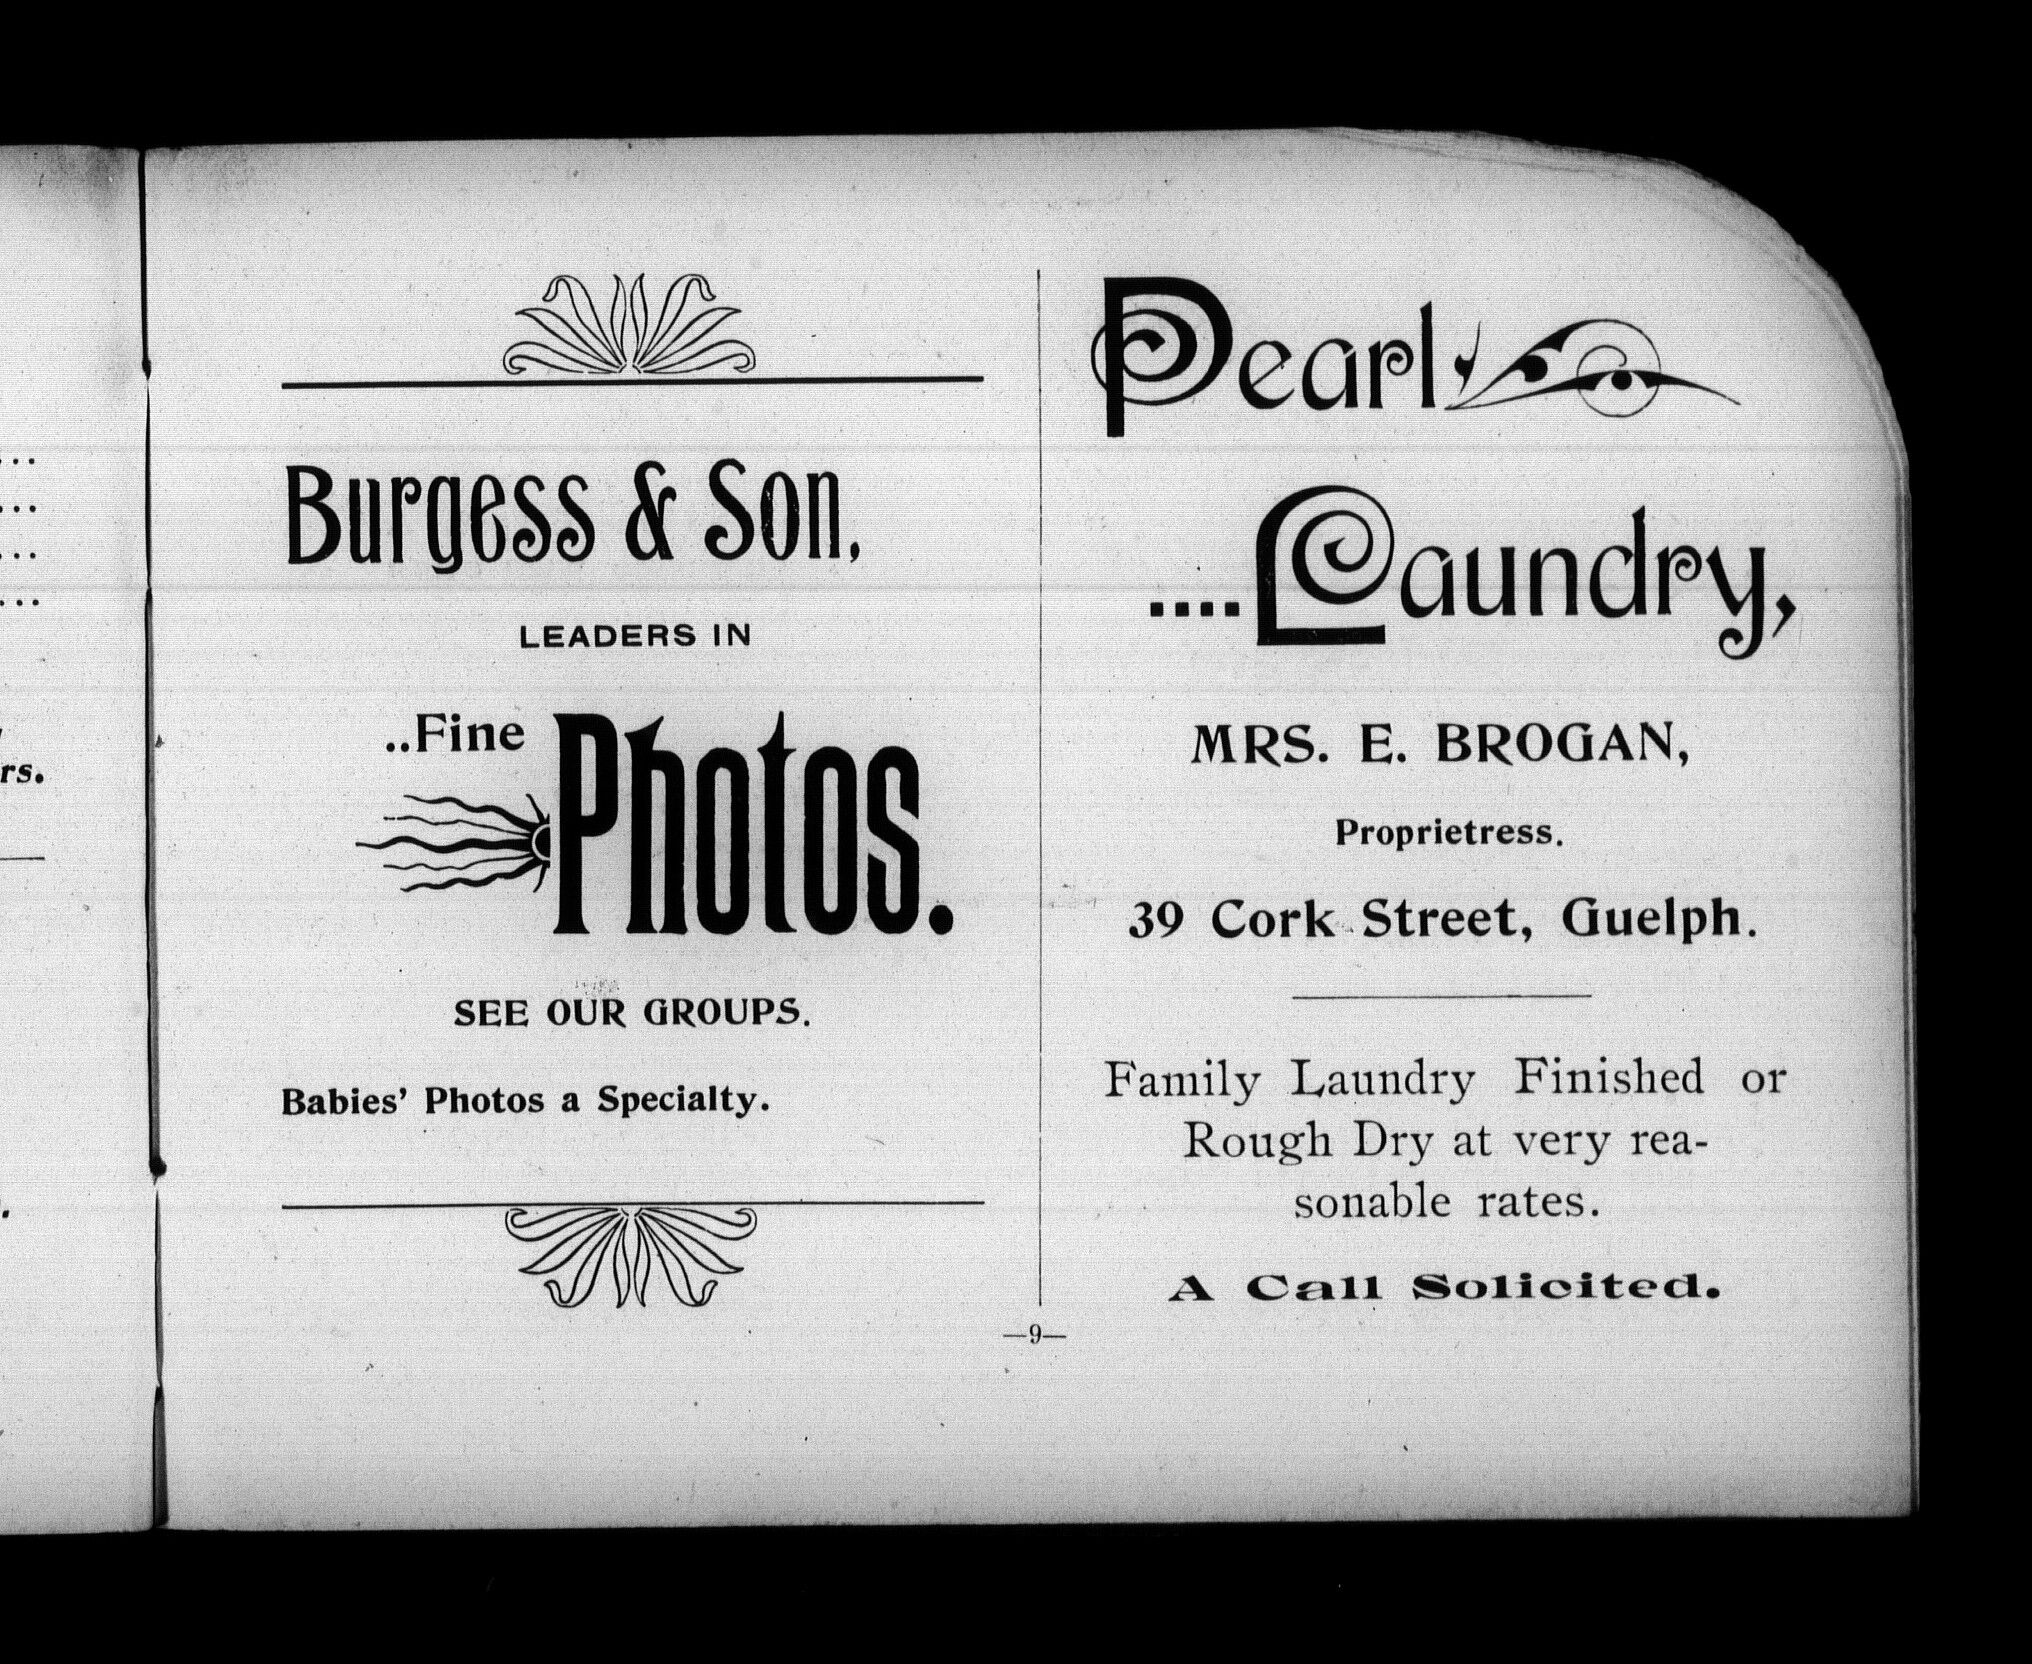 rs.
Burgess & Son,
LEADERS IN
..Fine
Photos.
SEE OUR GROUPS.
Babies' Photos a Specialty.
Pearl
....Laundry,
MRS. E. BROGAN,
Proprietress.
39 Cork Street, Guelph.
Family Laundry Finished or
Rough Dry at very rea-
sonable rates.
A Call Solicited.
—9—